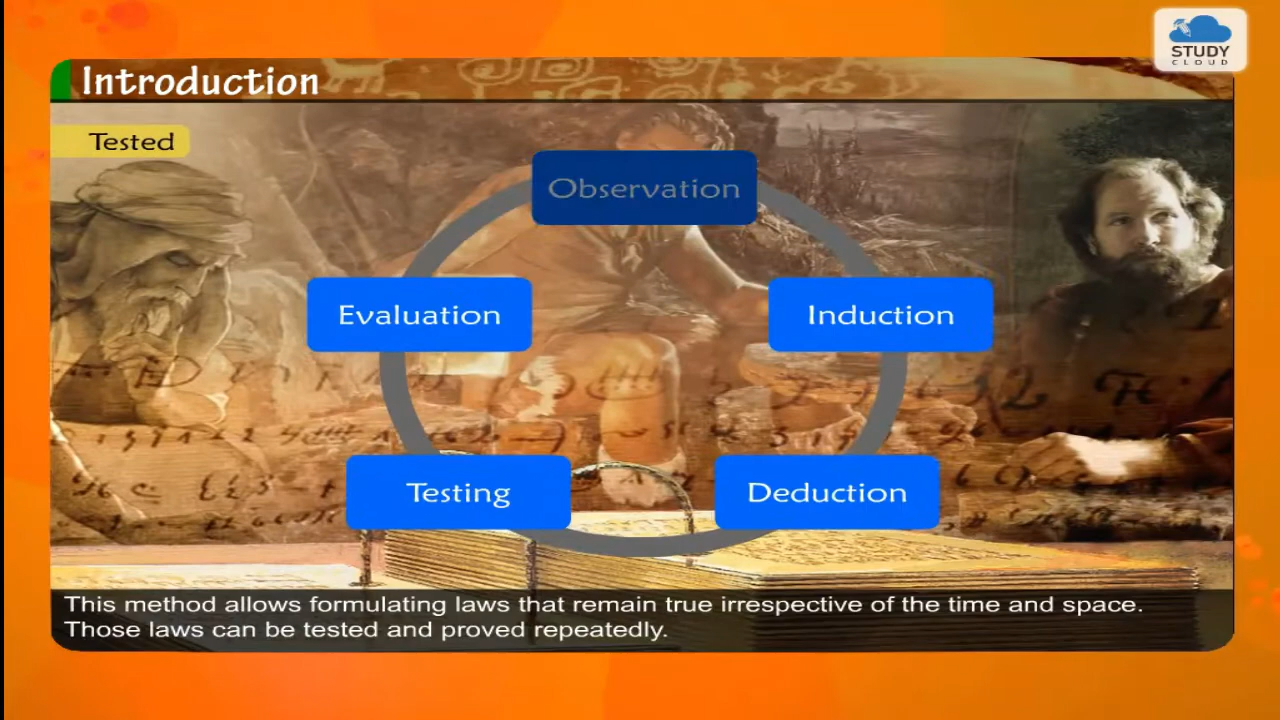 STUDY
CLOUD
Introduction
Tested
Observation
Evaluation
Induction
Testing
Deduction
This method allows formulating laws that remain true irrespective of the time and space.
Those laws can be tested and proved repeatedly.